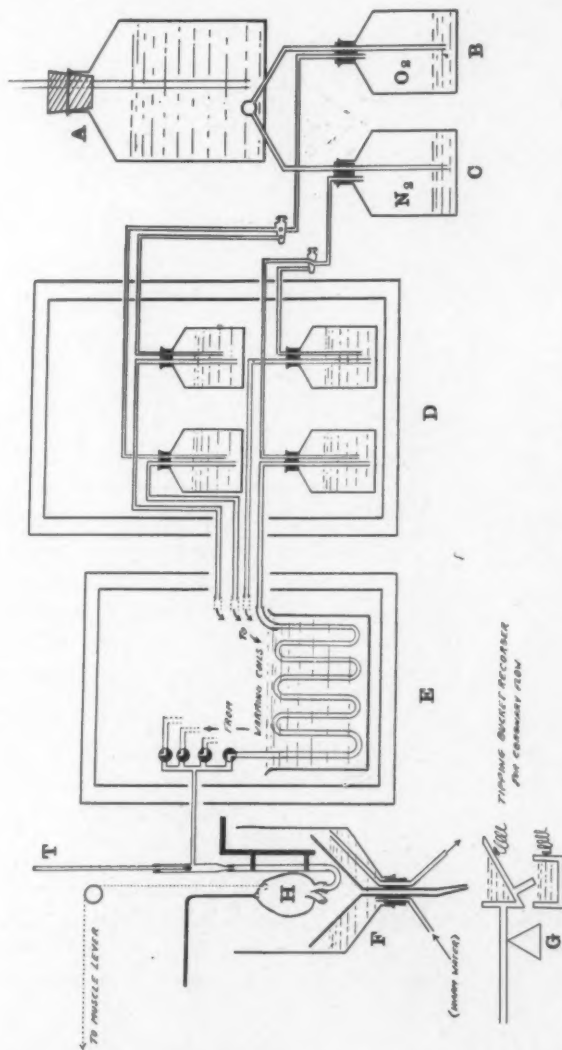 TO MUSCLE LEVER
T
H
F
(WARM WATER)
G
TIPPING BUCKET RECORDER
FOR CORONARY FLOW
E
FROM
WARMING COILS
TO
D
A
O₂
B
N₂
C